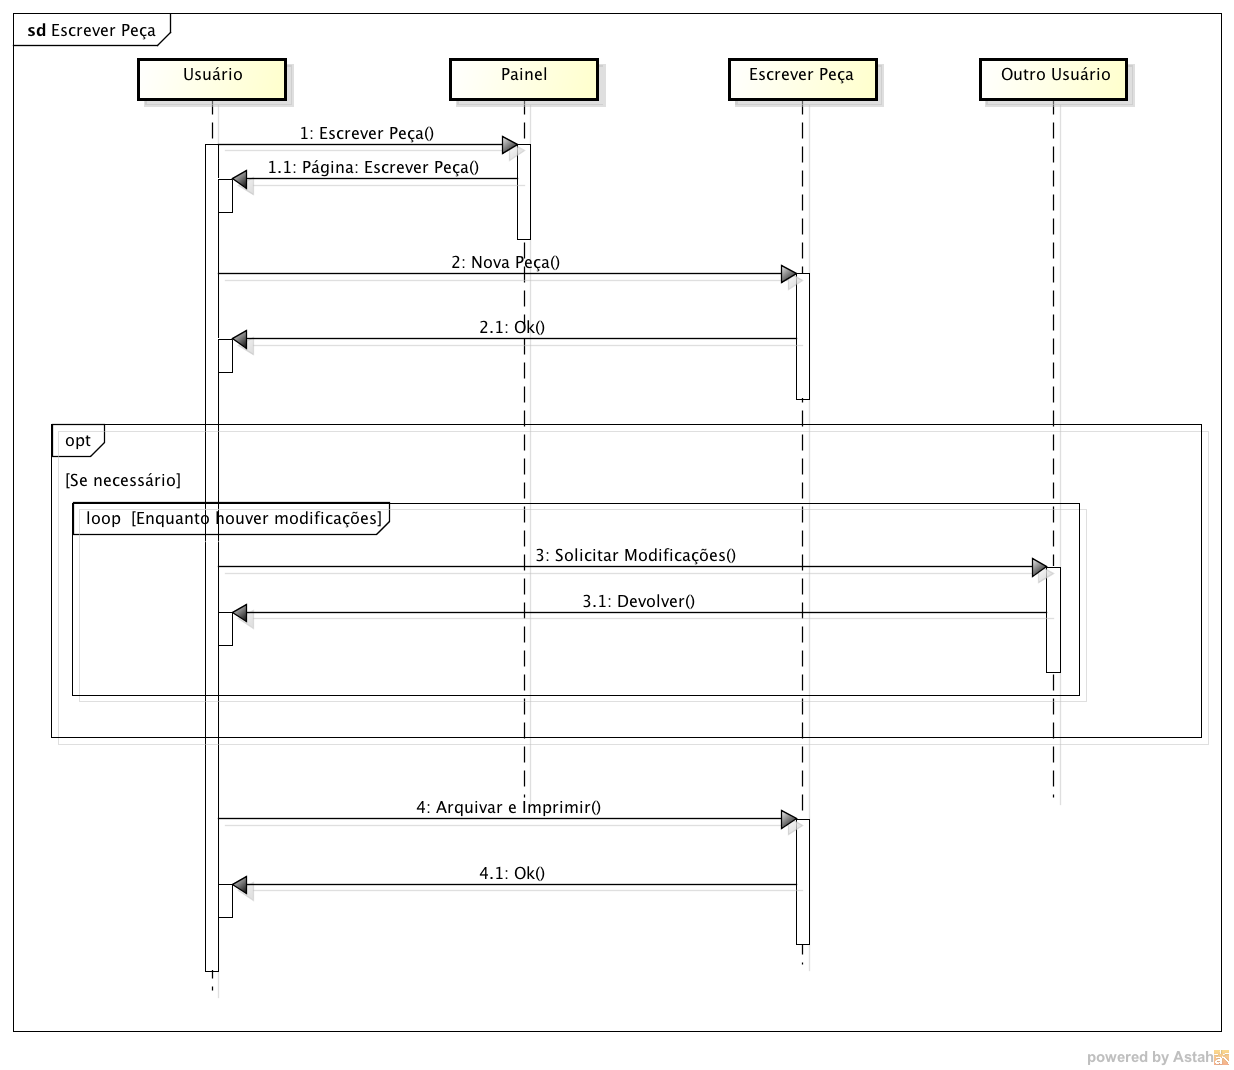 sd Escrever Peça
Usuário
Painel
Escrever Peça
Outro Usuário
1: Escrever Peça()
1.1: Página: Escrever Peça()
2: Nova Peça()
2.1: Ok()
opt
[Se necessário]
loop [Enquanto houver modificações]
3: Solicitar Modificações()
3.1: Devolver()
4: Arquivar e Imprimir()
4.1: Ok()
powered by Astah